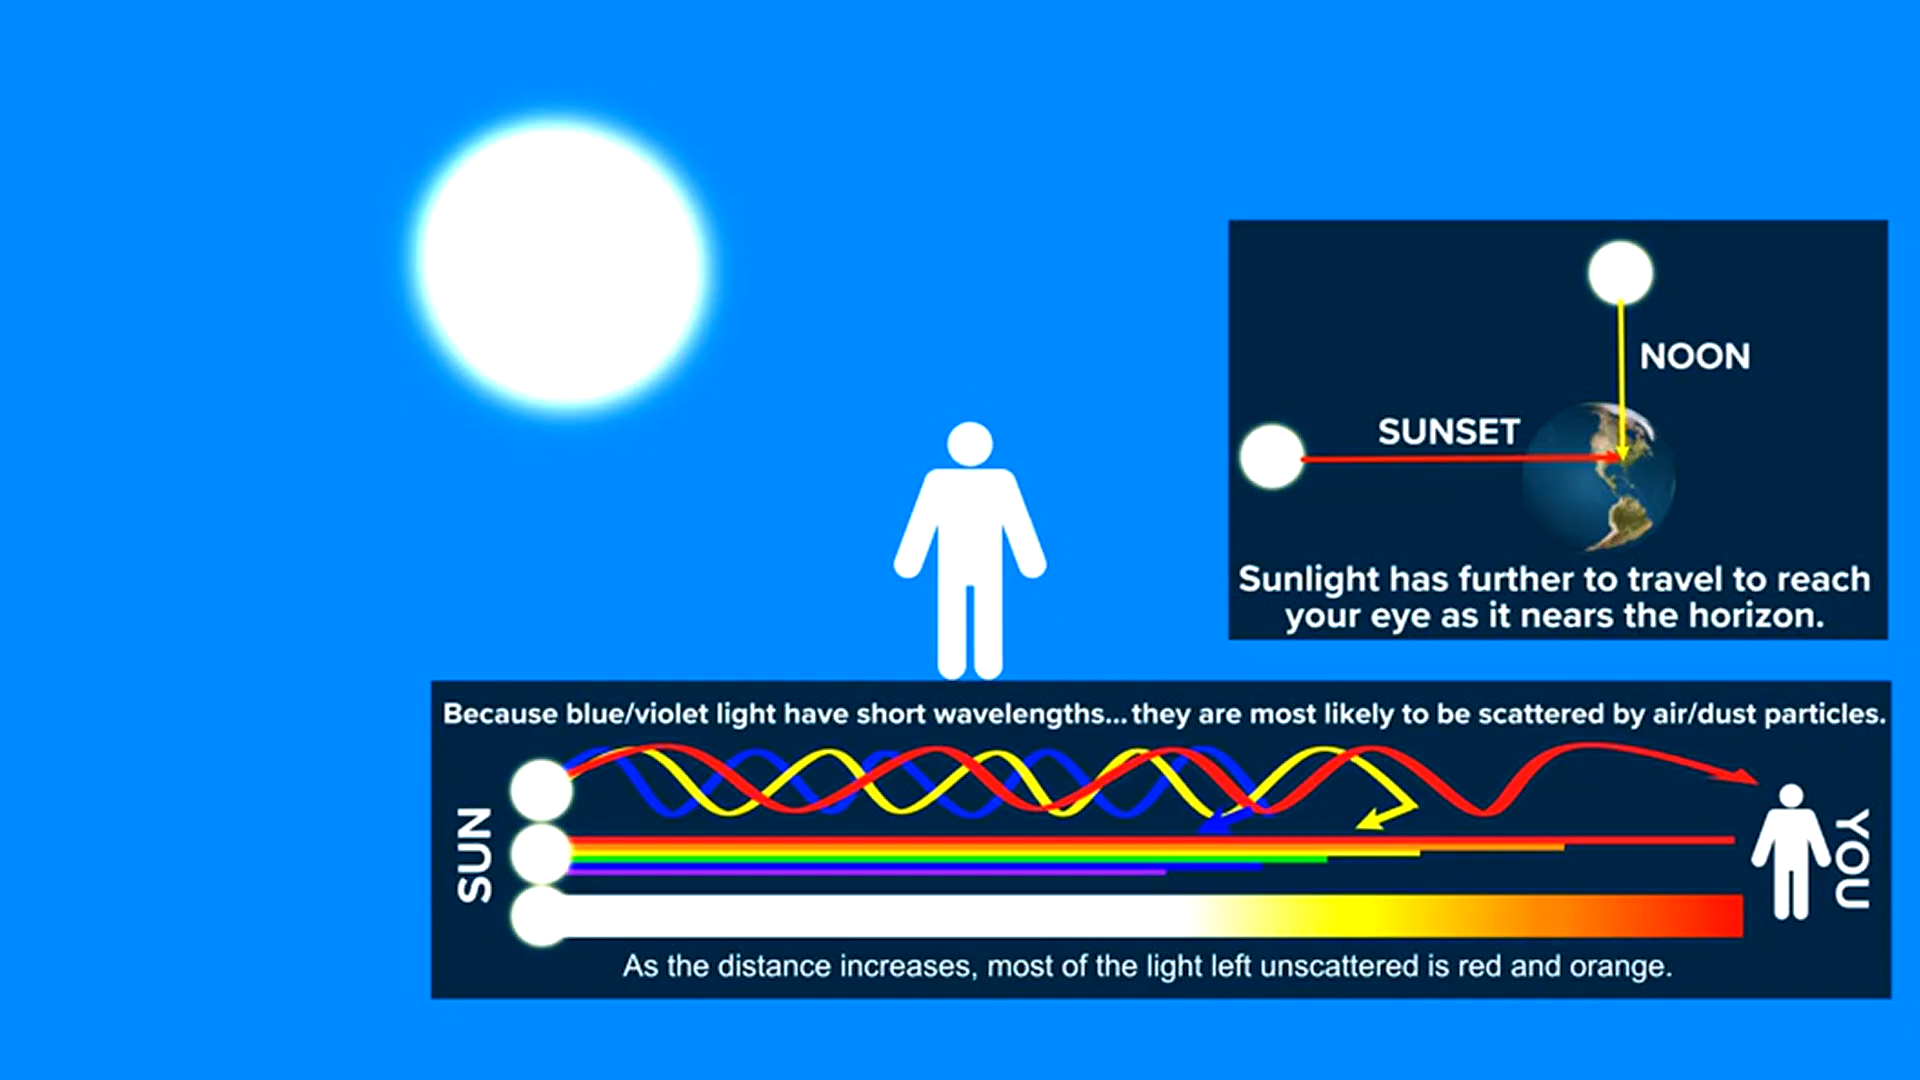 NOON
SUNSET
Sunlight has further to travel to reach
your eye as it nears the horizon.
Because blue/violet light have short wavelengths...they are most likely to be scattered by air/dust particles.
SUN
YOU
As the distance increases, most of the light left unscattered is red and orange.